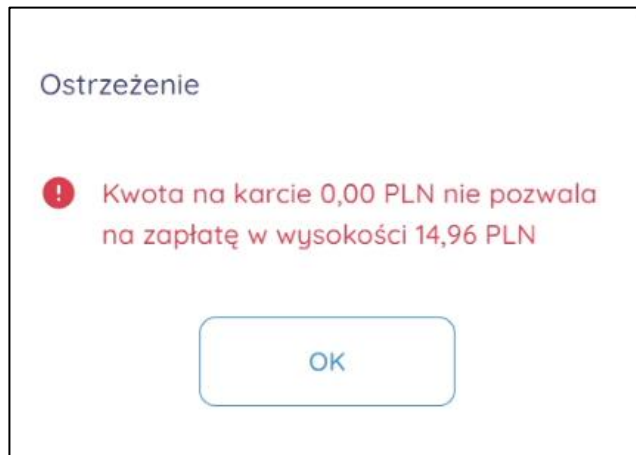 Ostrzeżenie
Kwota na karcie 0,00 PLN nie pozwala
na zapłatę w wysokości 14,96 PLN
OK